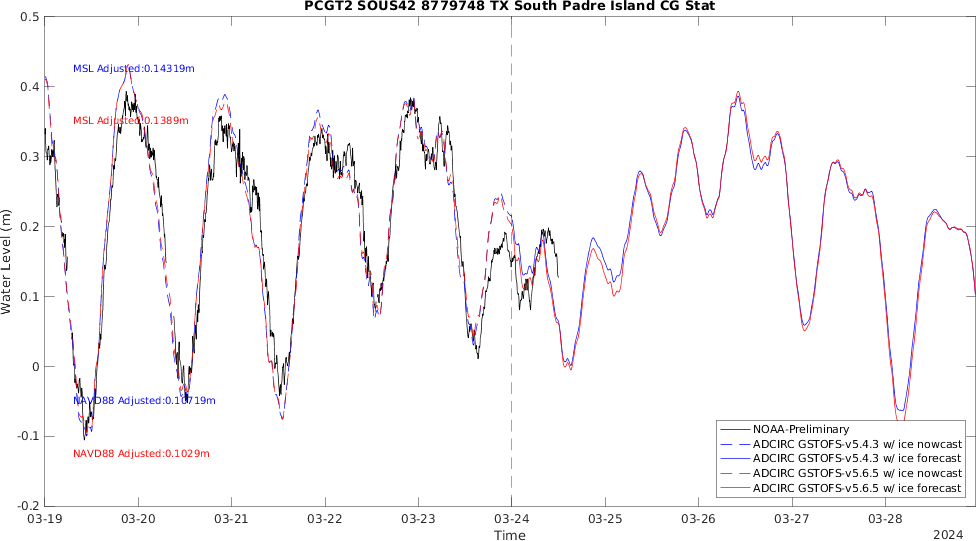 PCGT2 SOUS42 8779748 TX South Padre Island CG Stat
0.5
0.4
0.3
0.2
0.1
0
-0.1
-0.2
Water Level (m)
MSL Adjusted:0.14319m
MSL Adjusted:0.1389m
NAVD88 Adjusted:0.10719m
NAVD88 Adjusted:0.1029m
NOAA-Preliminary
ADCIRC GSTOFS-v5.4.3 w/ ice nowcast
ADCIRC GSTOFS-v5.4.3 w/ ice forecast
ADCIRC GSTOFS-v5.6.5 w/ ice nowcast
ADCIRC GSTOFS-v5.6.5 w/ ice forecast
03-19 03-20 03-21 03-22 03-23 03-24 03-25 03-26 03-27 03-28
Time
2024